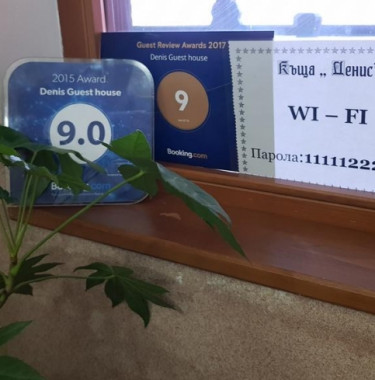 2015 Award
Denis Guest house
9.0
Guest Review Awards 2017
Denis Guest house
9
Booking.com
Къща „ Денис"
WI – FI
Парола:11111222